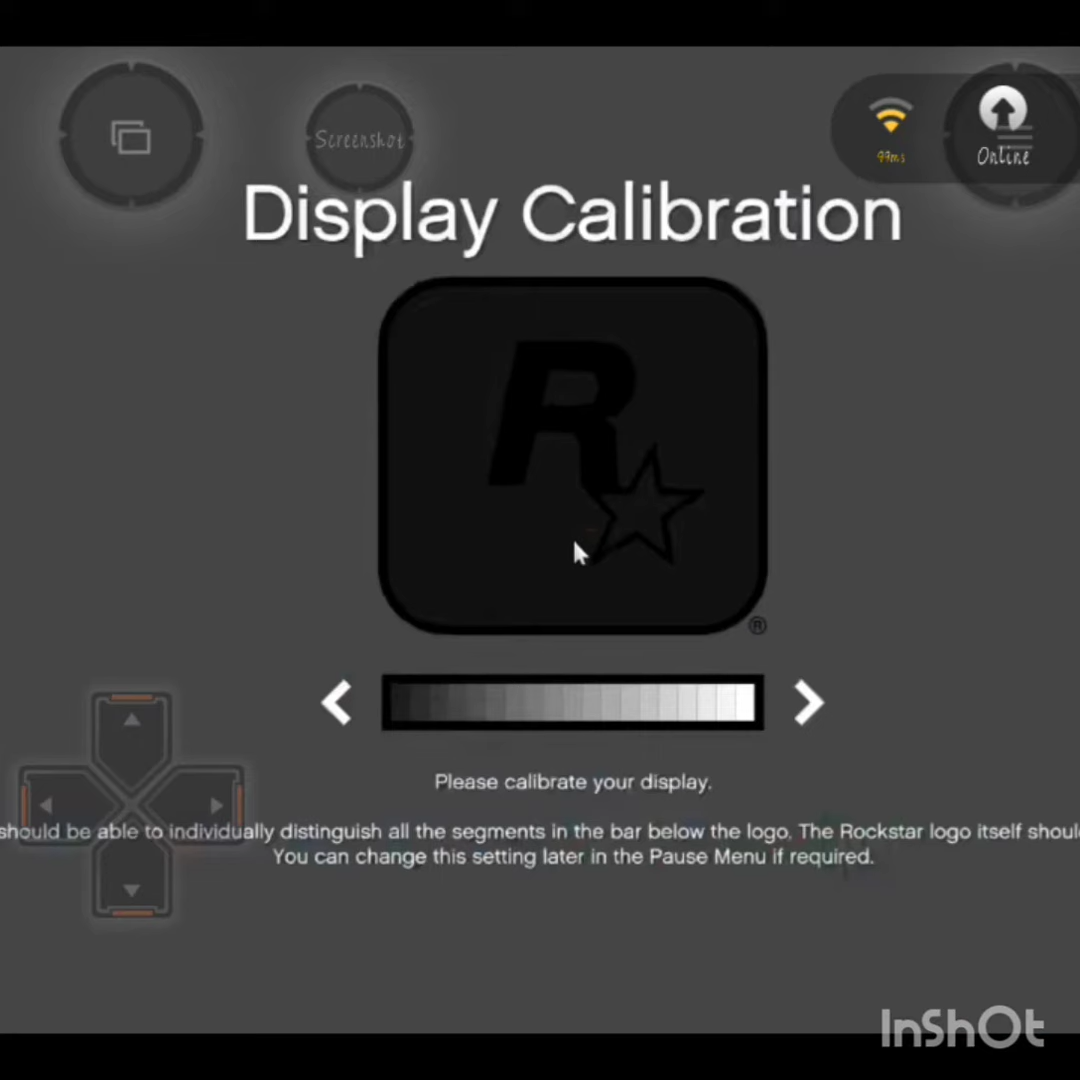 Screenshot
99ms
Online
Display Calibration
R
®
Please calibrate your display.
should be able to individually distinguish all the segments in the bar below the logo. The Rockstar logo itself shoul
You can change this setting later in the Pause Menu if required.
InShOt